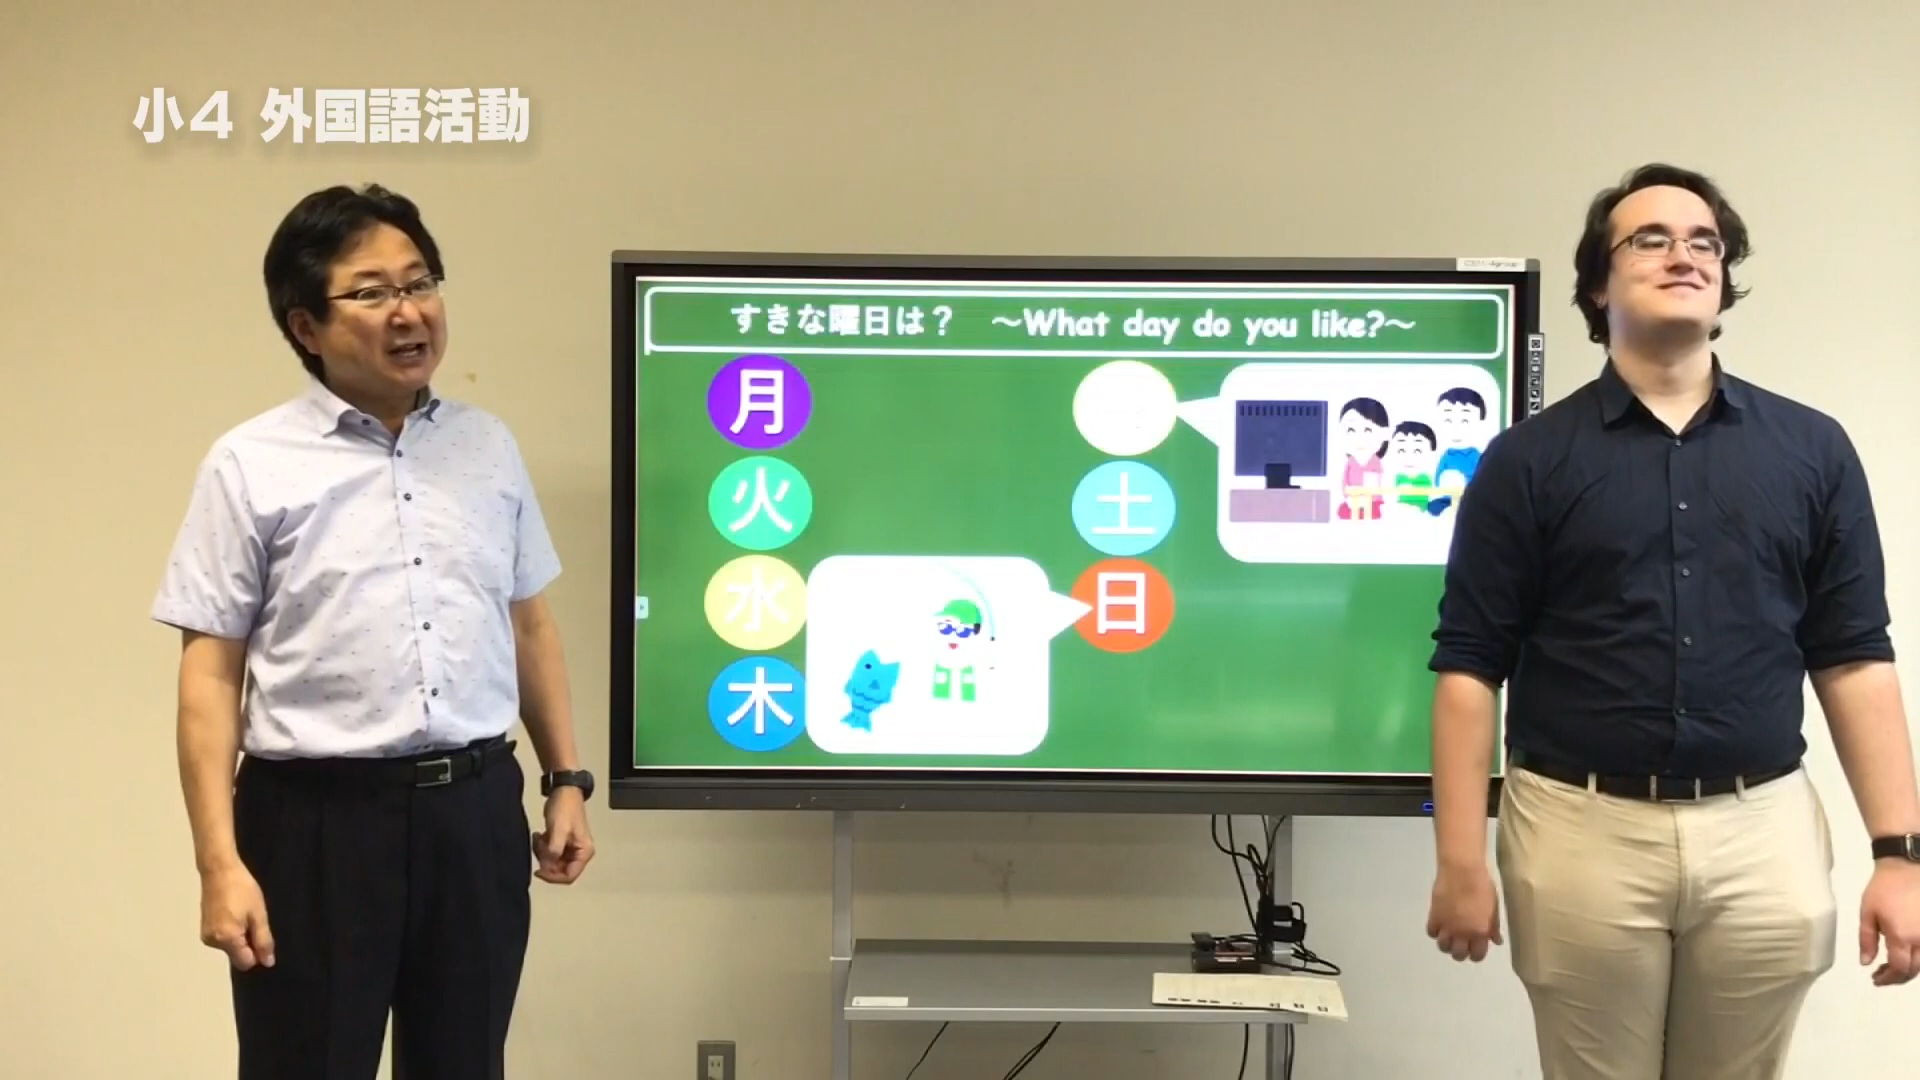 小4 外国語活動
すきな曜日は？ ～What day do you like?～
月
火
水
木
土
日